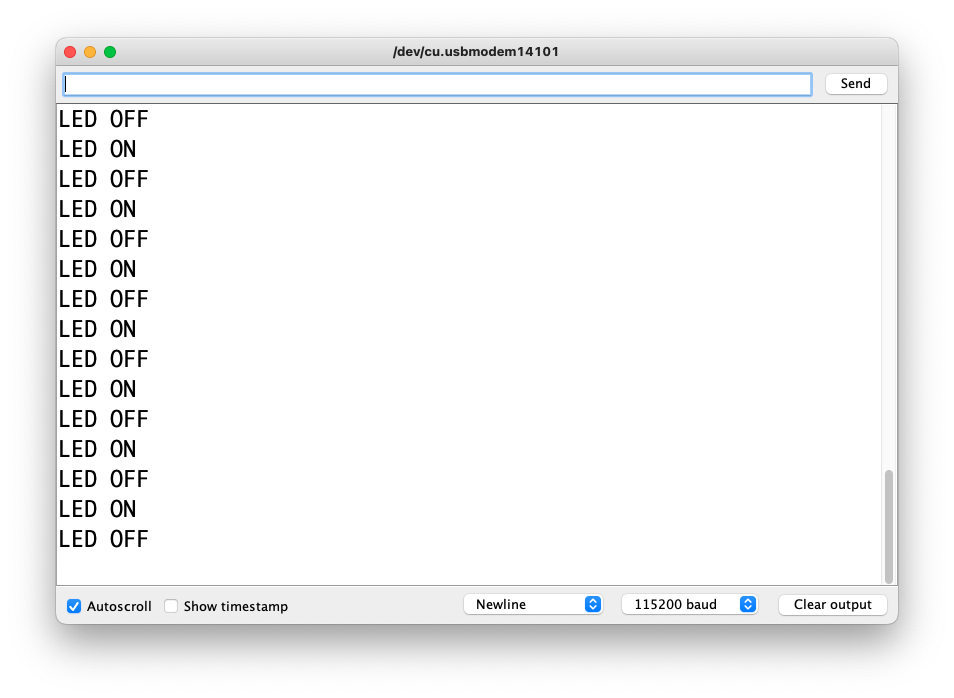 /dev/cu.usbmodem14101
Send
LED OFF
LED ON
LED OFF
LED ON
LED OFF
LED ON
LED OFF
LED ON
LED OFF
LED ON
LED OFF
LED ON
LED OFF
LED ON
LED OFF
Autoscroll Show timestamp Newline 115200 baud Clear output